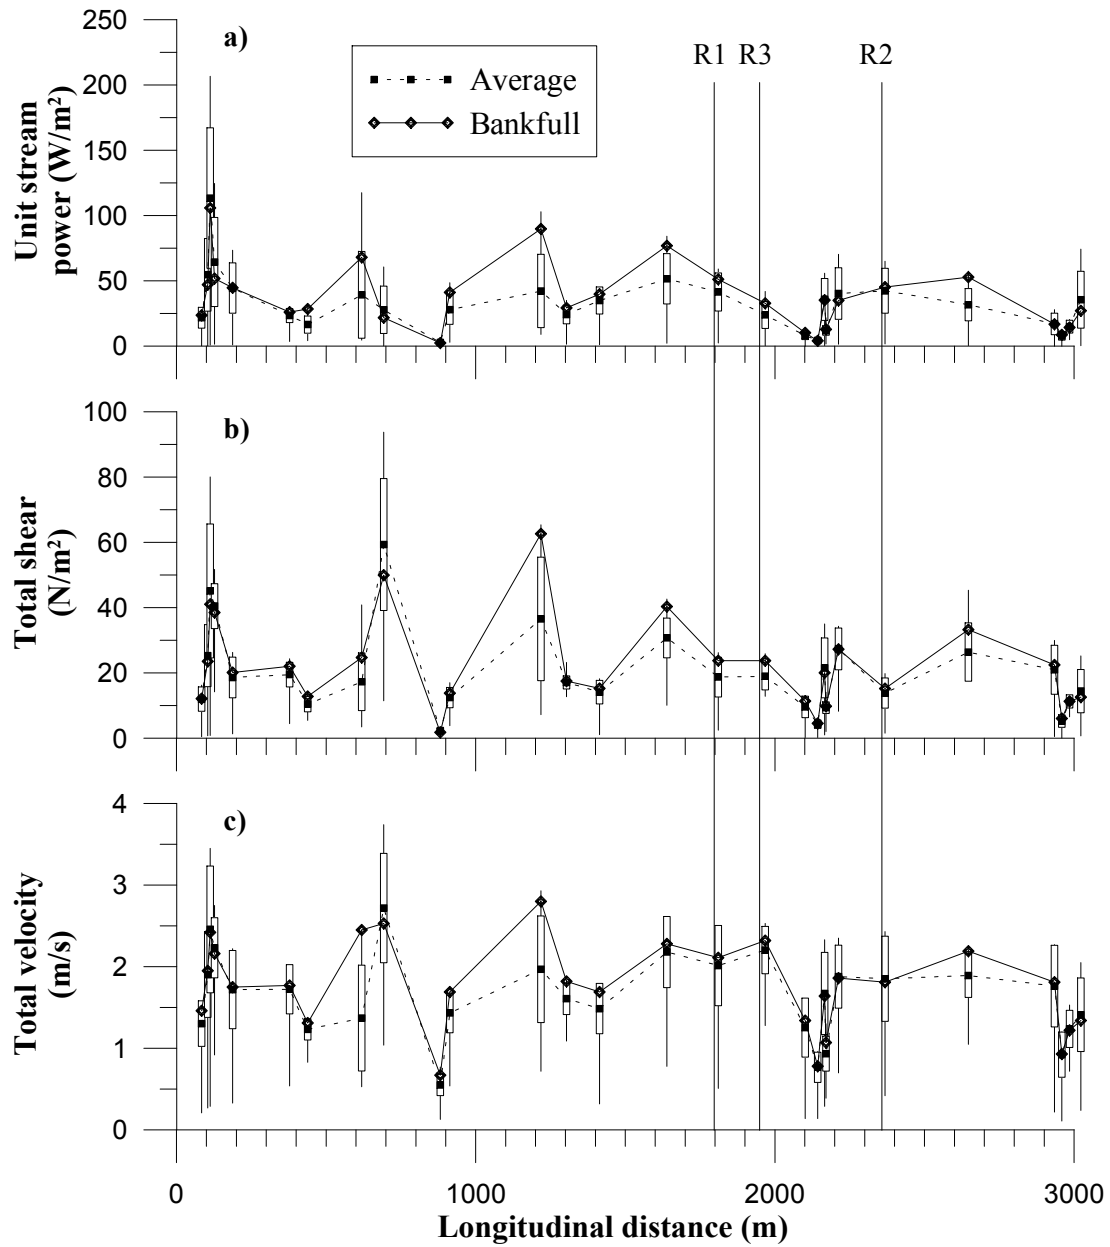 a)
R1 R3 R2
Average
Bankfull
Unit stream
power (W/m²)
250
200
150
100
50
0
b)
Total shear
(N/m²)
100
80
60
40
20
0
c)
Total velocity
(m/s)
4
3
2
1
0
0 1000 2000 3000
Longitudinal distance (m)